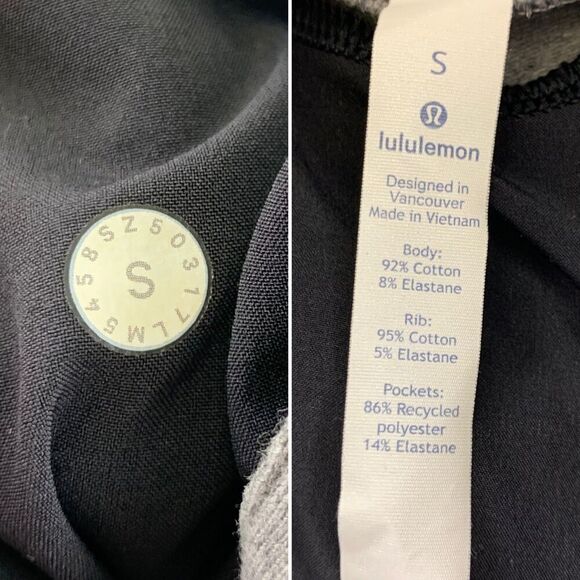 LM5458SZ50317
S
S
lululemon
Designed in
Vancouver
Made in Vietnam
Body:
92% Cotton
8% Elastane
Rib:
95% Cotton
5% Elastane
Pockets:
86% Recycled
polyester
14% Elastane